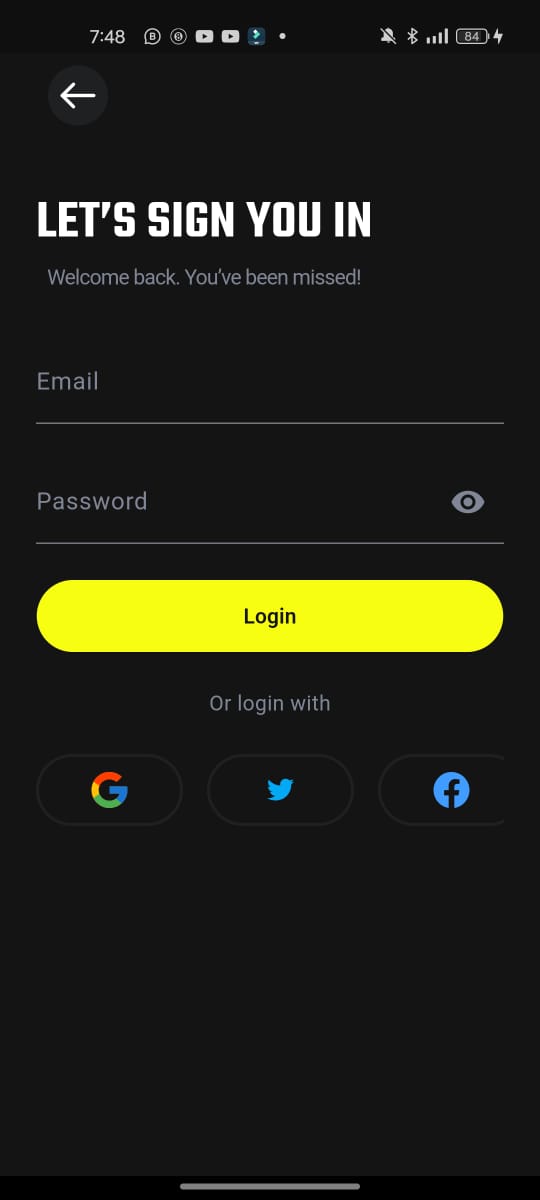 7:48
84
LET’S SIGN YOU IN
Welcome back. You’ve been missed!
Email
Password
Login
Or login with